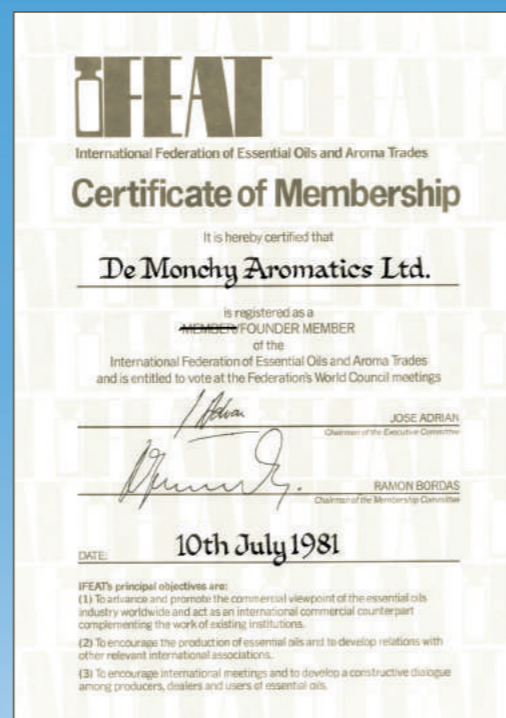 IFEAT
International Federation of Essential Oils and Aroma Trades
Certificate of Membership
It is hereby certified that
De Monchy Aromatics Ltd.
is registered as a
MEMBER/FOUNDER MEMBER
of the
International Federation of Essential Oils and Aroma Trades
and is entitled to vote at the Federation's World Council meetings
JOSE ADRIAN
Chairman of the Executive Committee
RAMON BORDAS
Chairman of the Membership Committee
DATE: 10th July 1981
IFEAT's principal objectives are:
(1) To advance and promote the commercial viewpoint of the essential oils
industry worldwide and act as an international commercial counterpart
complementing the work of existing institutions.
(2) To encourage the production of essential oils and to develop relations with
other relevant international associations.
(3) To encourage international meetings and to develop a constructive dialogue
among producers, dealers and users of essential oils.